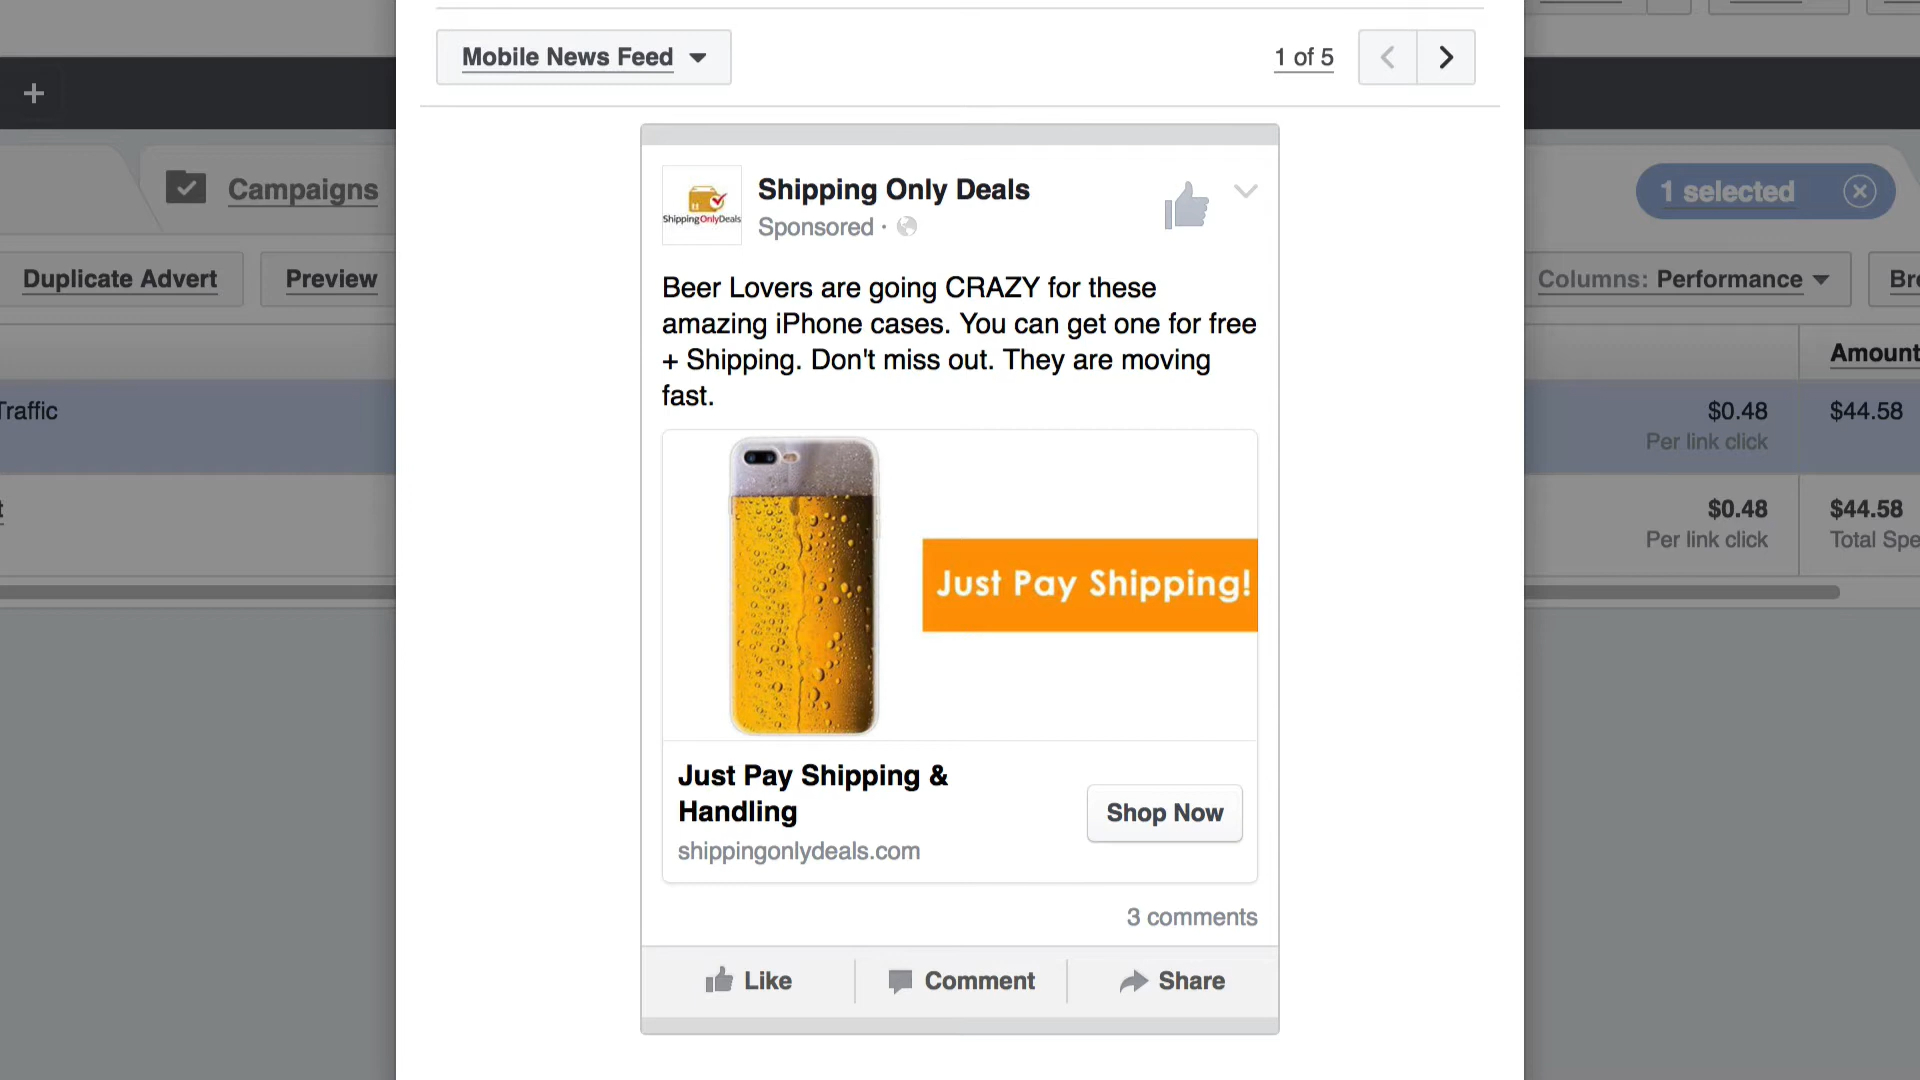 Mobile News Feed
1 of 5
Campaigns
1 selected
Duplicate Advert
Preview
Columns: Performance
Amount
Traffic
$0.48
$44.58
Per link click
$0.48
$44.58
Per link click
Total Spe
Shipping Only Deals
Sponsored ·
ShippingOnlyDeals
Beer Lovers are going CRAZY for these
amazing iPhone cases. You can get one for free
+ Shipping. Don't miss out. They are moving
fast.
Just Pay Shipping!
Just Pay Shipping &
Handling
shippingonlydeals.com
Shop Now
3 comments
Like
Comment
Share